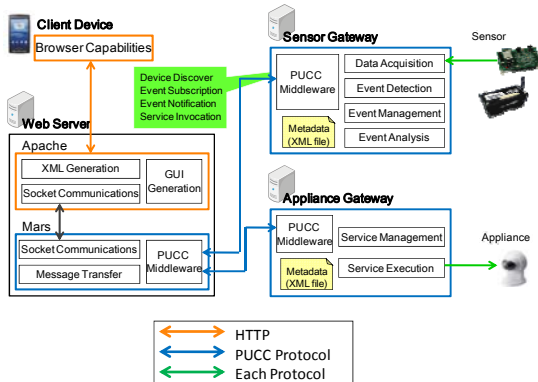 Client Device
Browser Capabilities
Device Discover
Event Subscription
Event Notification
Service Invocation
Sensor Gateway
PUCC
Middleware
Metadata
(XML file)
Data Acquisition
Event Detection
Event Management
Event Analysis
Sensor
Web Server
Apache
XML Generation
Socket Communications
GUI
Generation
Mars
Socket Communications
Message Transfer
PUCC
Middleware
Appliance Gateway
PUCC
Middleware
Metadata
(XML file)
Service Management
Service Execution
Appliance
HTTP
PUCC Protocol
Each Protocol